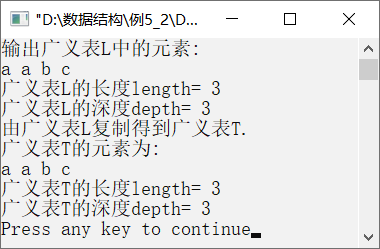 "D:\数据结构\例5_2\D...
输出广义表L中的元素:
a a b c
广义表L的长度length= 3
广义表L的深度depth= 3
由广义表L复制得到广义表T.
广义表T的元素为:
a a b c
广义表T的长度length= 3
广义表T的深度depth= 3
Press any key to continue